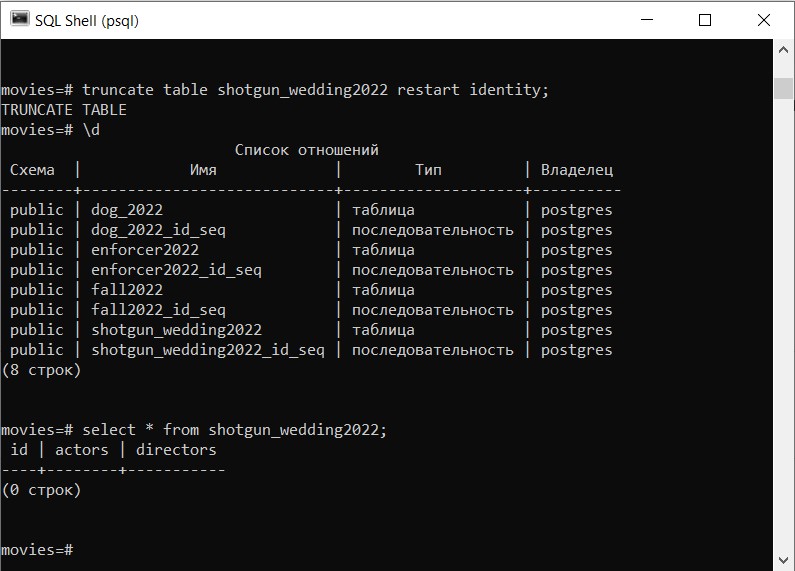 SQL Shell (psql)
movies=# truncate table shotgun_wedding2022 restart identity;
TRUNCATE TABLE
movies=# \d
                          Список отношений
 Схема  |            Имя             |        Тип         | Владелец
--------+----------------------------+--------------------+----------
 public | dog_2022                   | таблица            | postgres
 public | dog_2022_id_seq            | последовательность | postgres
 public | enforcer2022               | таблица            | postgres
 public | enforcer2022_id_seq        | последовательность | postgres
 public | fall2022                   | таблица            | postgres
 public | fall2022_id_seq            | последовательность | postgres
 public | shotgun_wedding2022        | таблица            | postgres
 public | shotgun_wedding2022_id_seq | последовательность | postgres
(8 строк)
movies=# select * from shotgun_wedding2022;
 id | actors | directors
----+--------+-----------
(0 строк)
movies=#